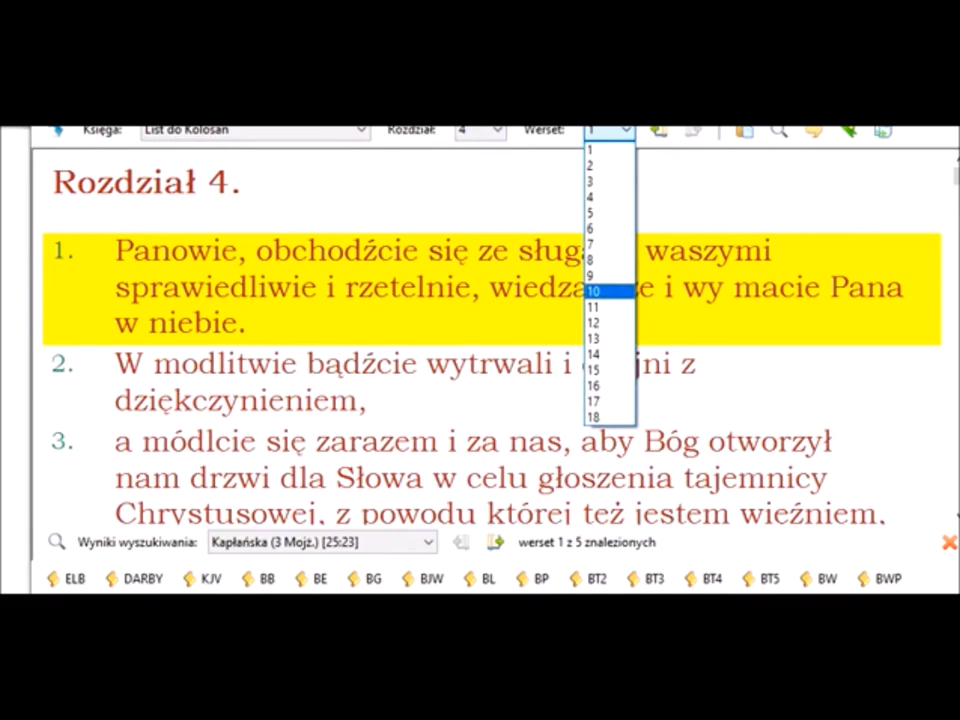 Księga: List do Kolosan Rozdział: 4 Werset: 1
1
2
3
4
5
6
7
8
9
10
11
12
13
14
15
16
17
18
Rozdział 4.
1. Panowie, obchodźcie się ze waszymi
sprawiedliwie i rzetelnie, i wy macie Pana
w niebie.
2. W modlitwie bądźcie wytrwali i z
dziękczynieniem,
3. a módlcie się zarazem i za nas, aby Bóg otworzył
nam drzwi dla Słowa w celu głoszenia tajemnicy
Chrystusowej, z powodu której też jestem więźniem,
Wyniki wyszukiwania: Kapłańska (3 Mojż.) [25:23] werset 1 z 5 znalezionych
ELB DARBY KJV BB BE BG BJW BL BP BT2 BT3 BT4 BT5 BW BWP